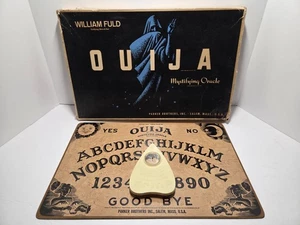 WILLIAM FULD
OUIJA
Mystifying Oracle
PARKER BROTHERS, INC. · SALEM, MASS., U.S.A.
YES OUIJA NO
ABCDEFGHIJKLM
NOPQRSTUVWXYZ
1234567890
GOOD BYE
PARKER BROTHERS INC., SALEM, MASS. U.S.A.